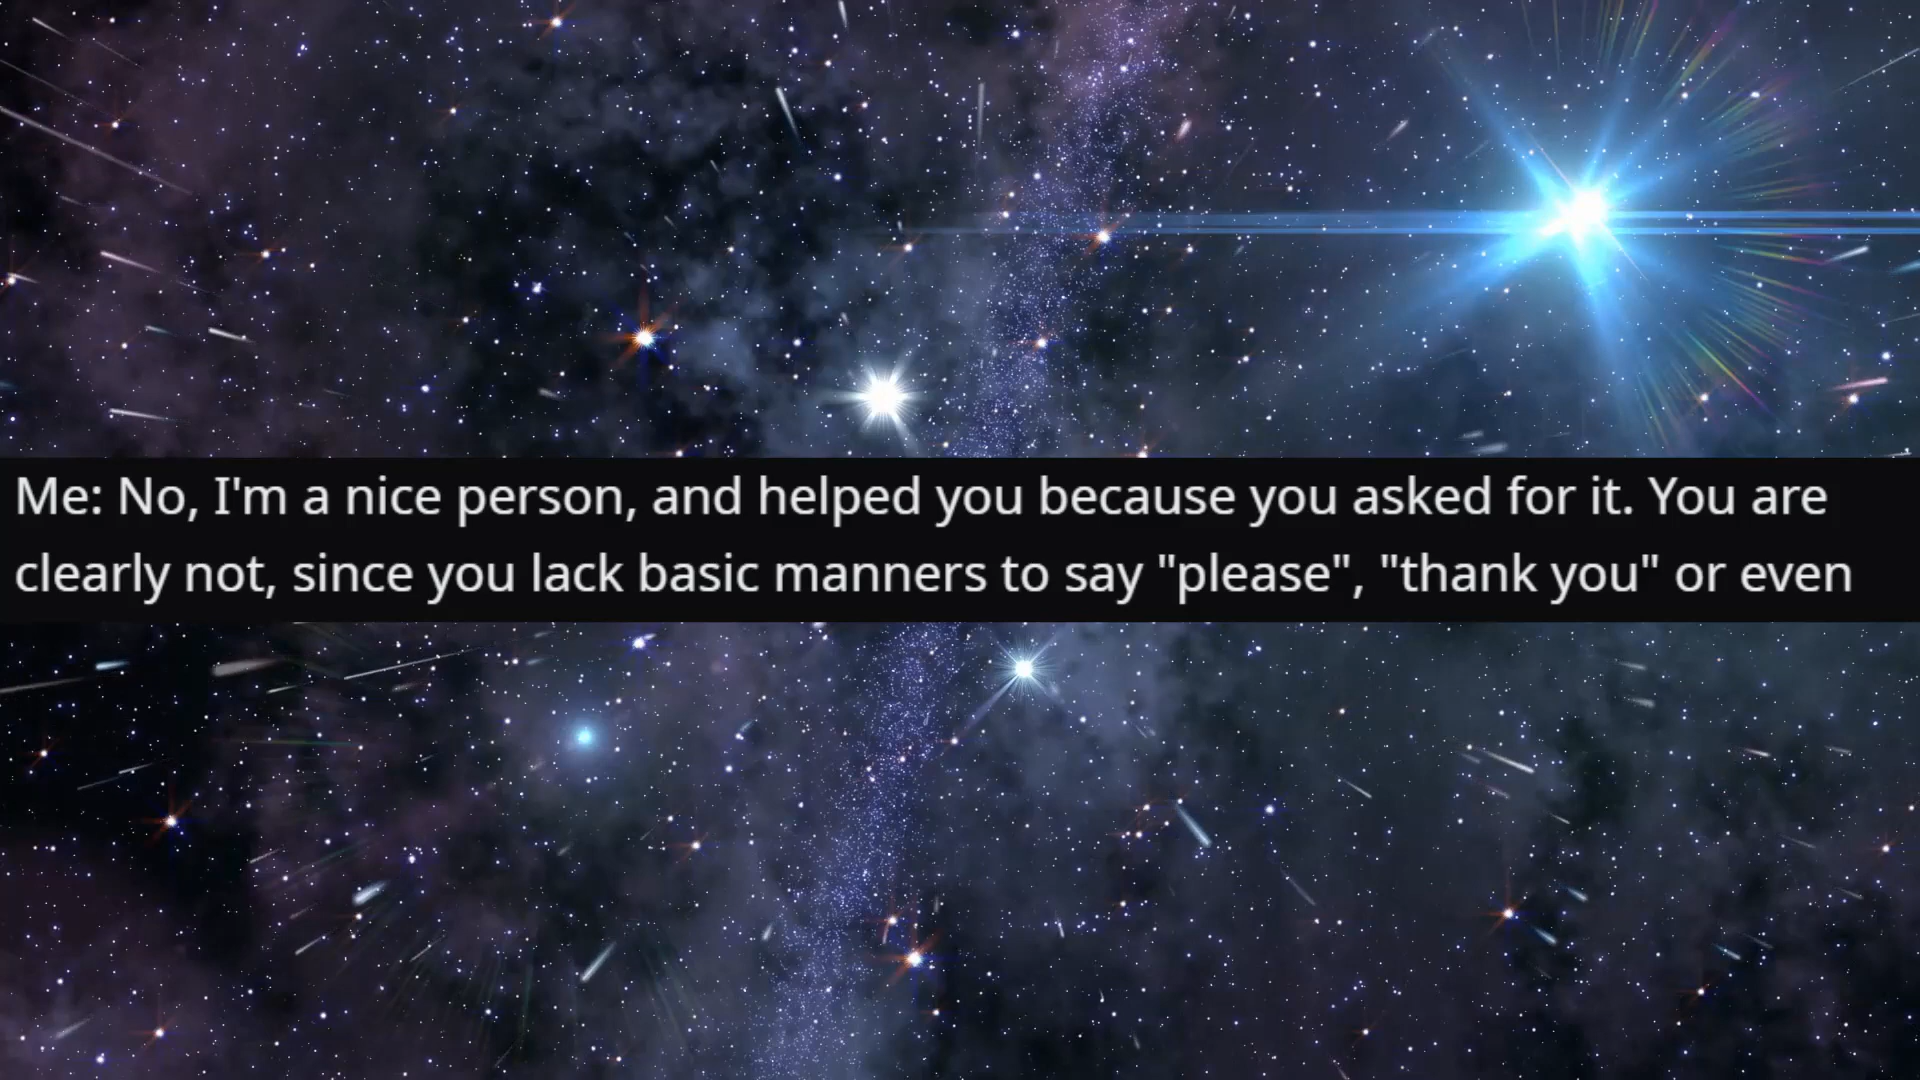 Me: No, I'm a nice person, and helped you because you asked for it. You are
clearly not, since you lack basic manners to say "please", "thank you" or even